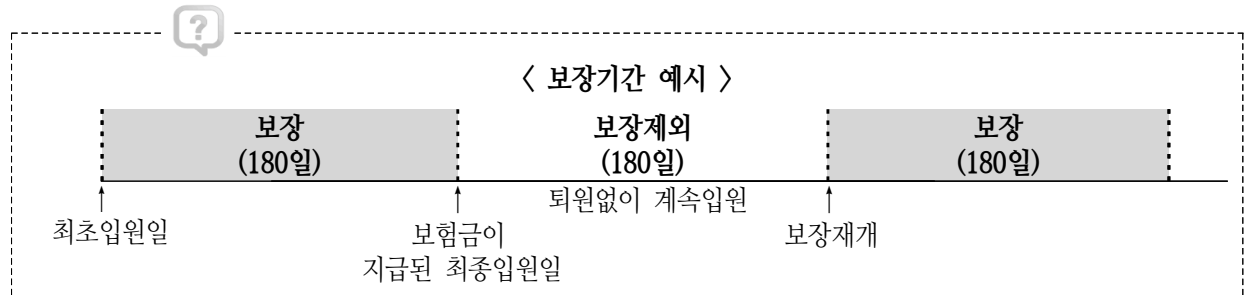 ?
〈 보장기간 예시 〉
보장 보장제외 보장
(180일) (180일) (180일)
퇴원없이 계속입원
↑ ↑ ↑
최초입원일 보험금이 보장재개
지급된 최종입원일